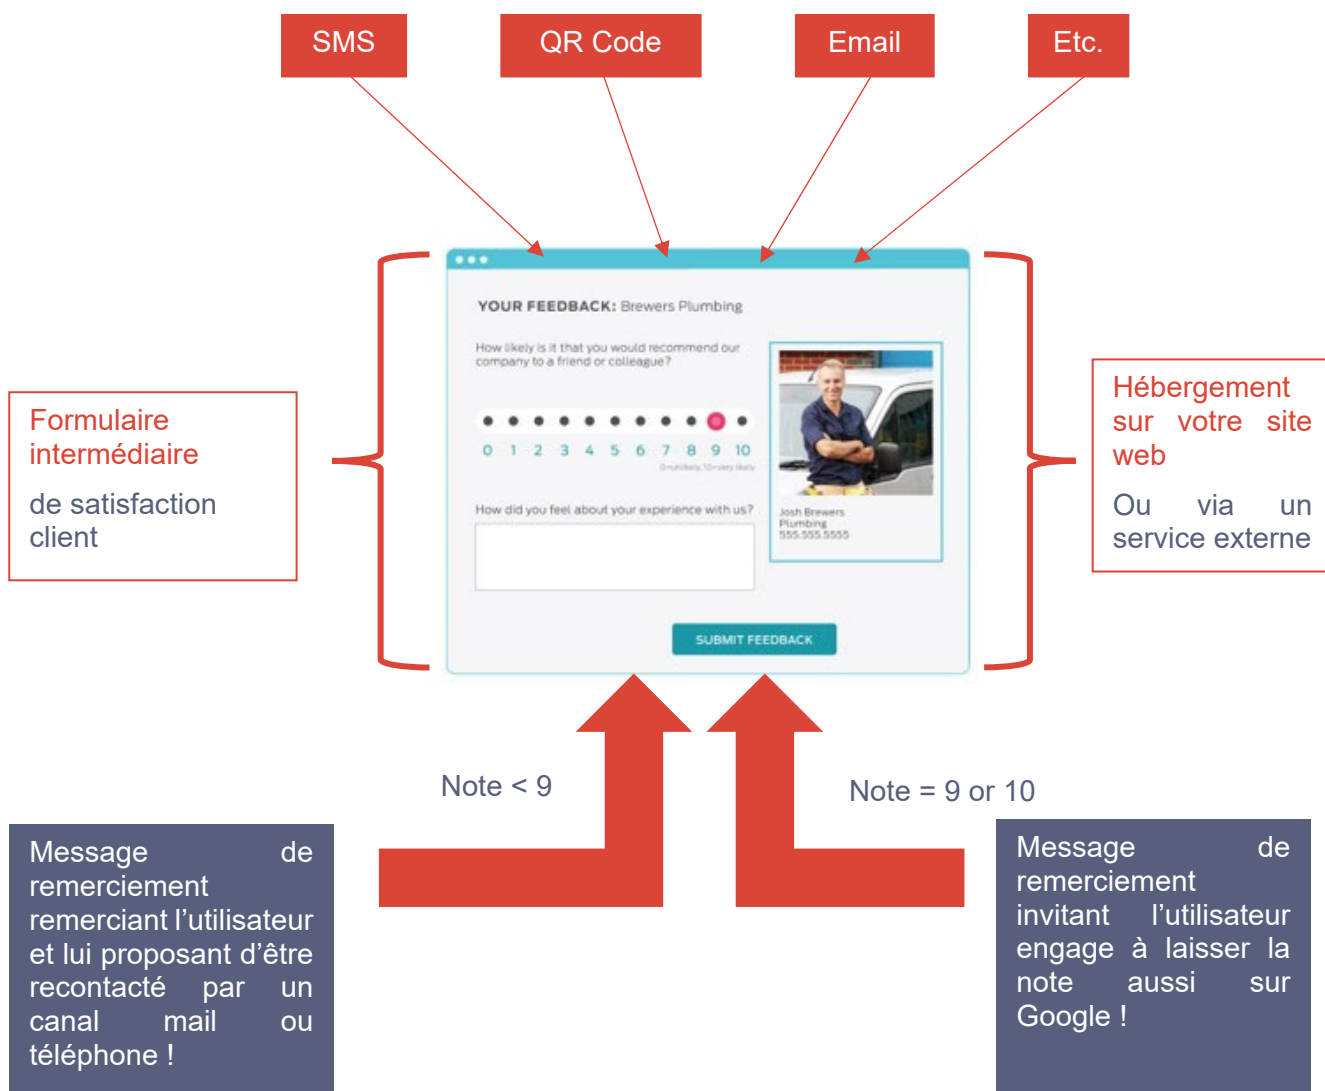 SMS
QR Code
Email
Etc.
YOUR FEEDBACK: Brewers Plumbing
How likely is it that you would recommend our
company to a friend or colleague?
0 1 2 3 4 5 6 7 8 9 10
0=unlikely, 10=very likely
How did you feel about your experience with us?
Josh Brewers
Plumbing
555.555.5555
SUBMIT FEEDBACK
Formulaire
intermédiaire
de satisfaction
client
Hébergement
sur votre site
web
Ou via un
service externe
Note < 9
Note = 9 or 10
Message de
remerciement
remerciant l’utilisateur
et lui proposant d’être
recontacté par un
canal mail ou
téléphone !
Message de
remerciement
invitant l’utilisateur
engage à laisser la
note aussi sur
Google !